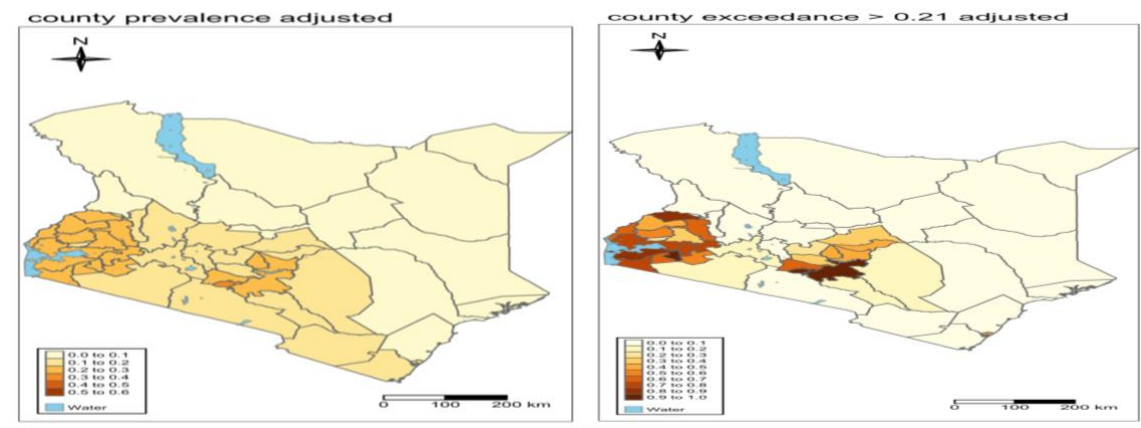 county prevalence adjusted
N
0.0 to 0.1
0.1 to 0.2
0.2 to 0.3
0.3 to 0.4
0.4 to 0.5
0.5 to 0.6
Water
0 100 200 km
county exceedance > 0.21 adjusted
N
0.0 to 0.1
0.1 to 0.2
0.2 to 0.3
0.3 to 0.4
0.4 to 0.5
0.5 to 0.6
0.6 to 0.7
0.7 to 0.8
0.8 to 0.9
0.9 to 1.0
Water
0 100 200 km